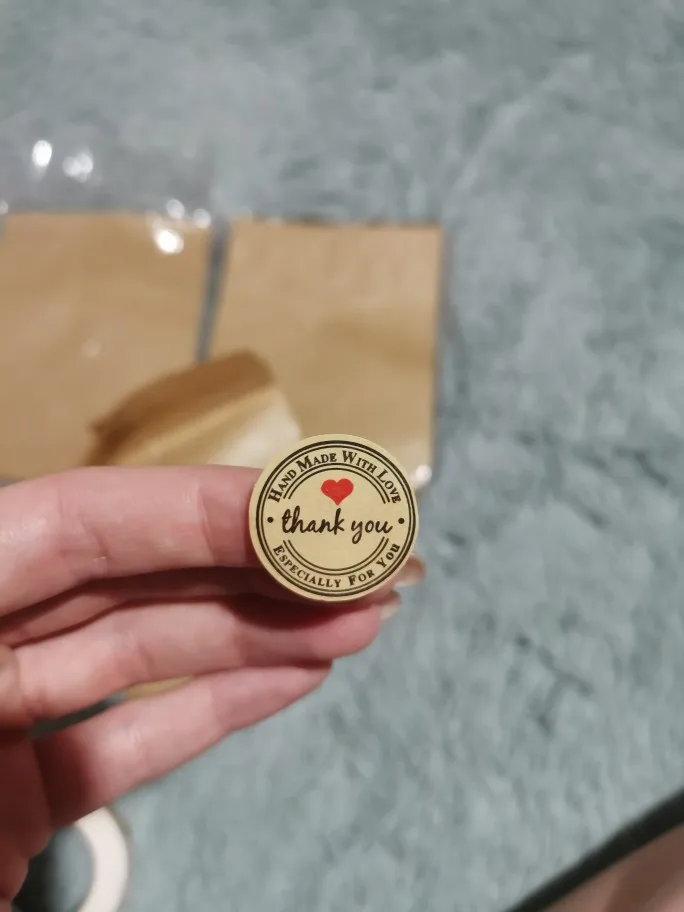 Hand Made With Love
thank you
Especially For You